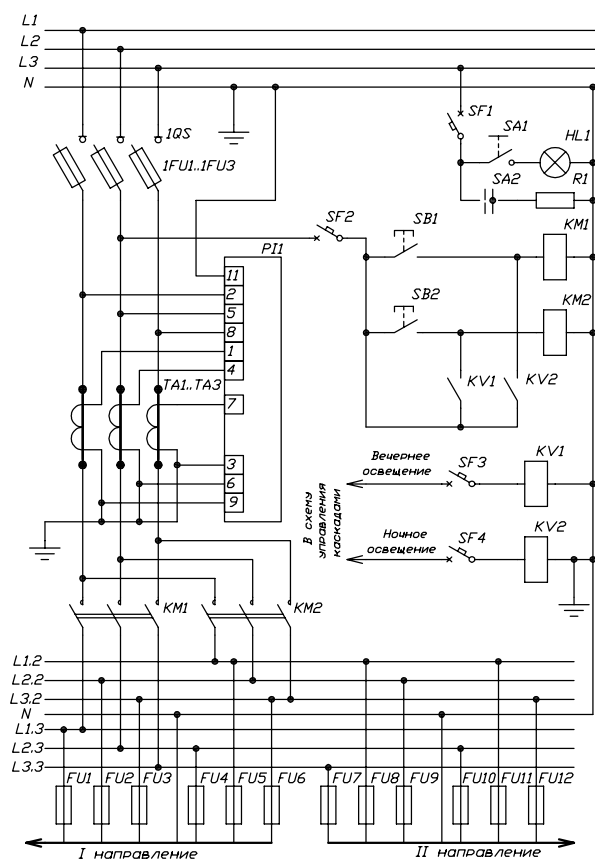 L1
L2
L3
N
1QS
1FU1..1FU3
SF1
SA1
HL1
SA2
R1
SF2
SB1
KM1
PI1
11
2
5
8
1
4
7
3
6
9
SB2
KM2
TA1..TA3
KV1
KV2
Вечернее
освещение
SF3
KV1
В схему
управления
каскадами
Ночное
освещение
SF4
KV2
KM1
KM2
L1.2
L2.2
L3.2
N
L1.3
L2.3
L3.3
FU1
FU2
FU3
FU4
FU5
FU6
FU7
FU8
FU9
FU10
FU11
FU12
I направление
II направление